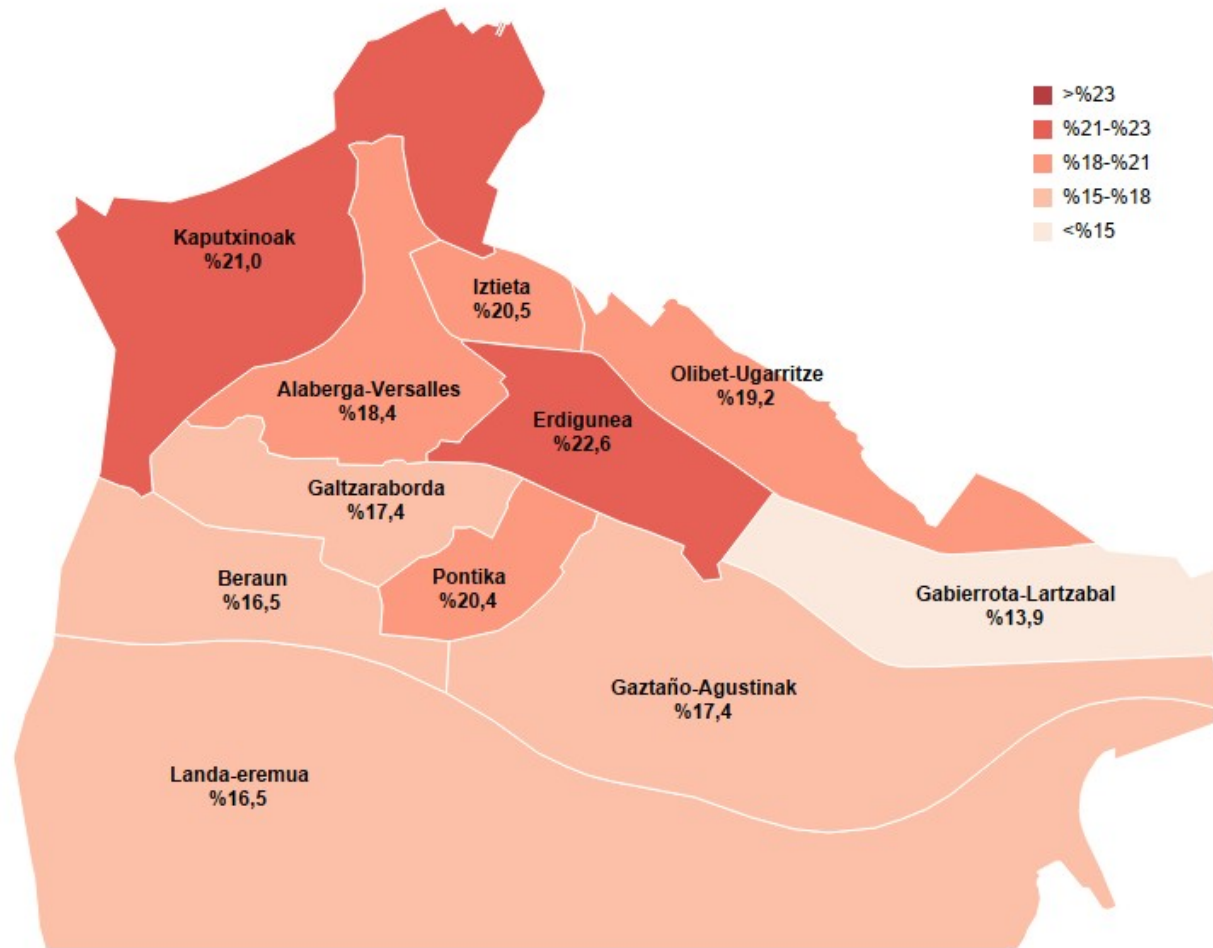 >%23
%21-%23
%18-%21
%15-%18
<%15
Kaputxinoak
%21,0
Iztieta
%20,5
Olibet-Ugarritze
%19,2
Alaberga-Versalles
%18,4
Erdigunea
%22,6
Galtzaraborda
%17,4
Beraun
%16,5
Pontika
%20,4
Gabierrota-Lartzabal
%13,9
Gaztaño-Agustinak
%17,4
Landa-eremua
%16,5